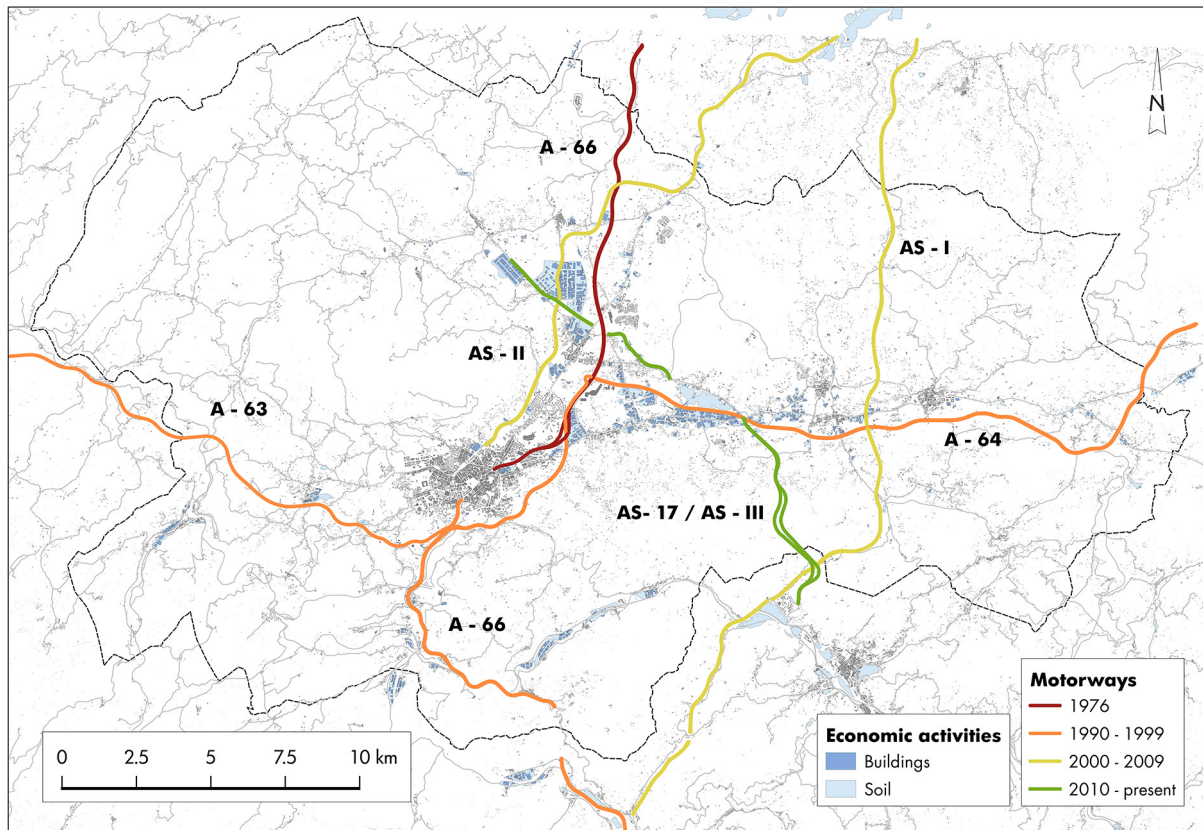 A - 66
N
AS - I
AS - II
A - 63
A - 64
AS- 17 / AS - III
A - 66
Motorways
1976
1990 - 1999
2000 - 2009
2010 - present
Economic activities
Buildings
Soil
0 2.5 5 7.5 10 km